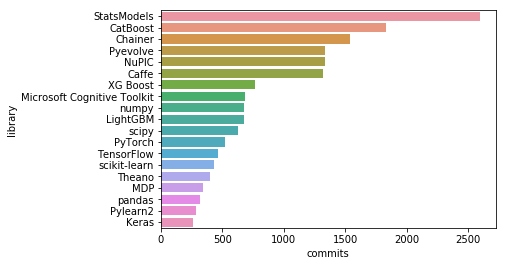 library
StatsModels
CatBoost
Chainer
Pyevolve
NuPIC
Caffe
XG Boost
Microsoft Cognitive Toolkit
numpy
LightGBM
scipy
PyTorch
TensorFlow
scikit-learn
Theano
MDP
pandas
Pylearn2
Keras
0 500 1000 1500 2000 2500
commits